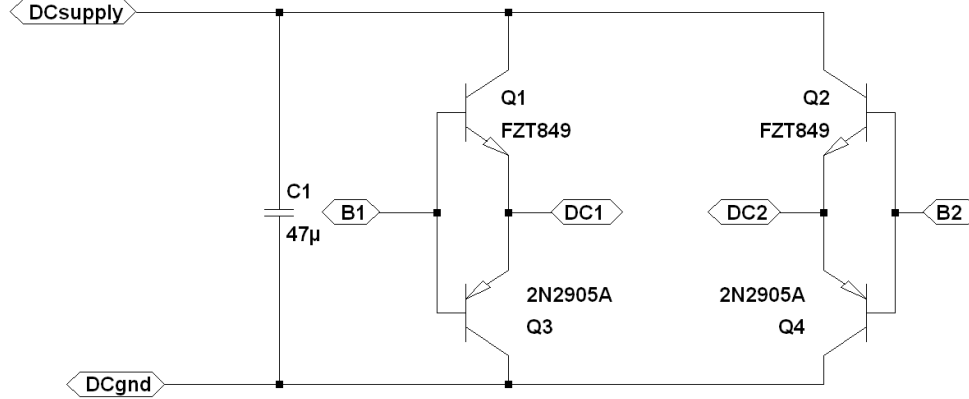 DCsupply
Q1
FZT849
Q2
FZT849
C1
47µ
B1
DC1
DC2
B2
2N2905A
Q3
2N2905A
Q4
DCgnd